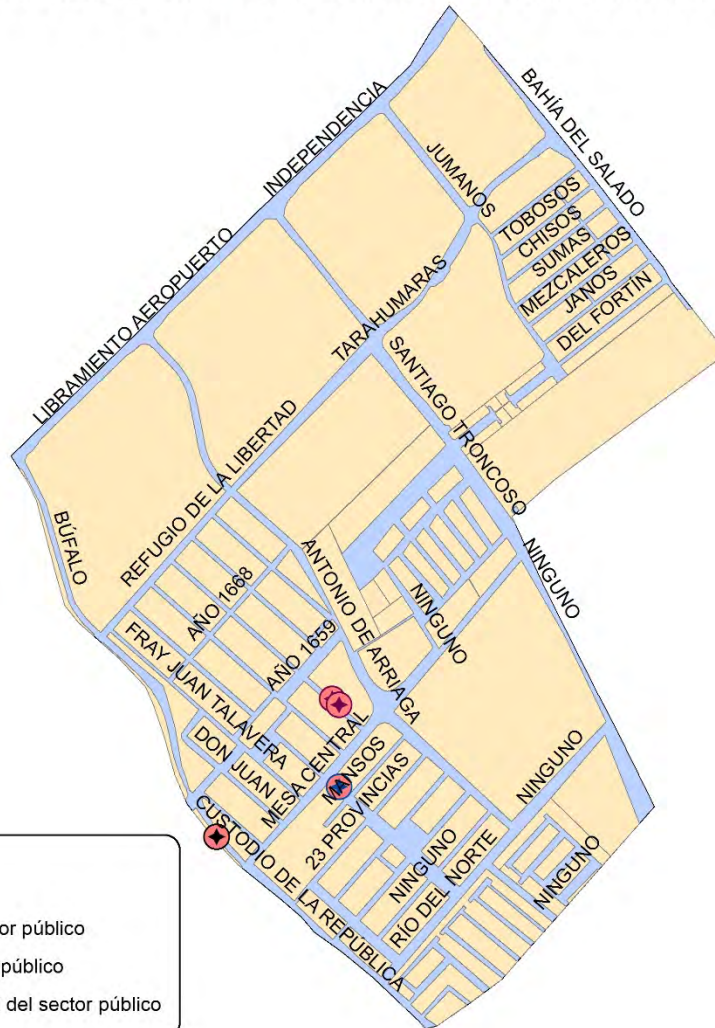 BAHÍA DEL SALADO
INDEPENDENCIA
JUMANOS
TOBOSOS
CHISOS
SUMAS
MEZCALEROS
JANOS
DEL FORTÍN
LIBRAMIENTO AEROPUERTO
TARAHUMARAS
SANTIAGO TRONCOSO
REFUGIO DE LA LIBERTAD
BÚFALO
AÑO 1668
ANTONIO DE ARRIAGA
NINGUNO
NINGUNO
AÑO 1659
FRAY JUAN TALAVERA
DON JUAN I
MESA CENTRAL
MANSOS
23 PROVINCIAS
NINGUNO
NINGUNO
NINGUNO
RÍO DEL NORTE
CUSTODIO DE LA REPÚBLICA
or público
público
del sector público